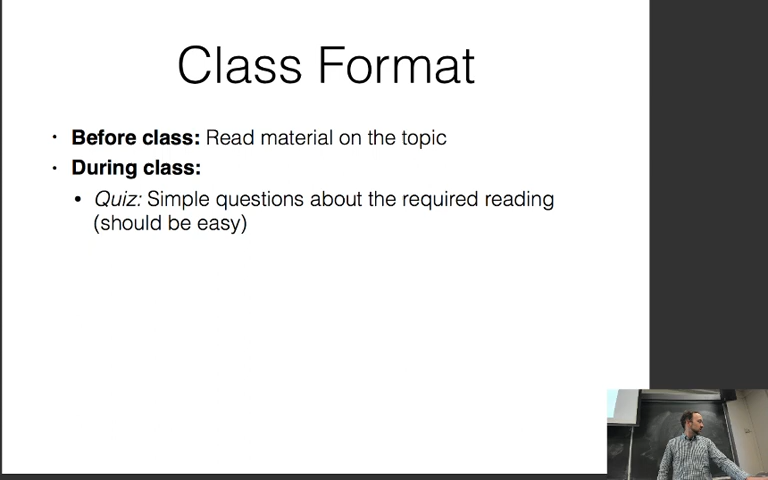 Class Format
• Before class: Read material on the topic
• During class:
• Quiz: Simple questions about the required reading
(should be easy)